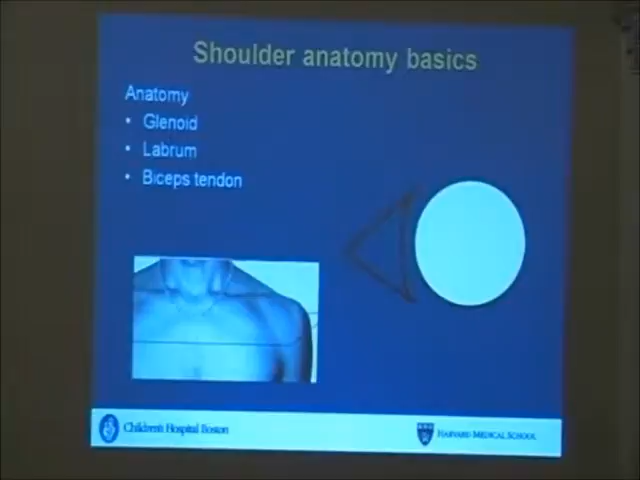 Shoulder anatomy basics
Anatomy
• Glenoid
• Labrum
• Biceps tendon
Children's Hospital Boston
HARVARD MEDICAL SCHOOL